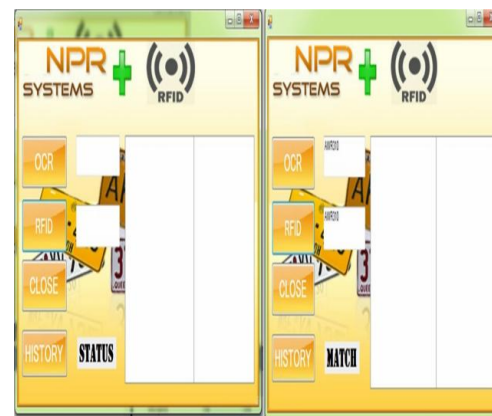 NPR
SYSTEMS
RFID
OCR
RFID
CLOSE
HISTORY
STATUS
NPR
SYSTEMS
RFID
OCR
RFID
CLOSE
HISTORY
MATCH